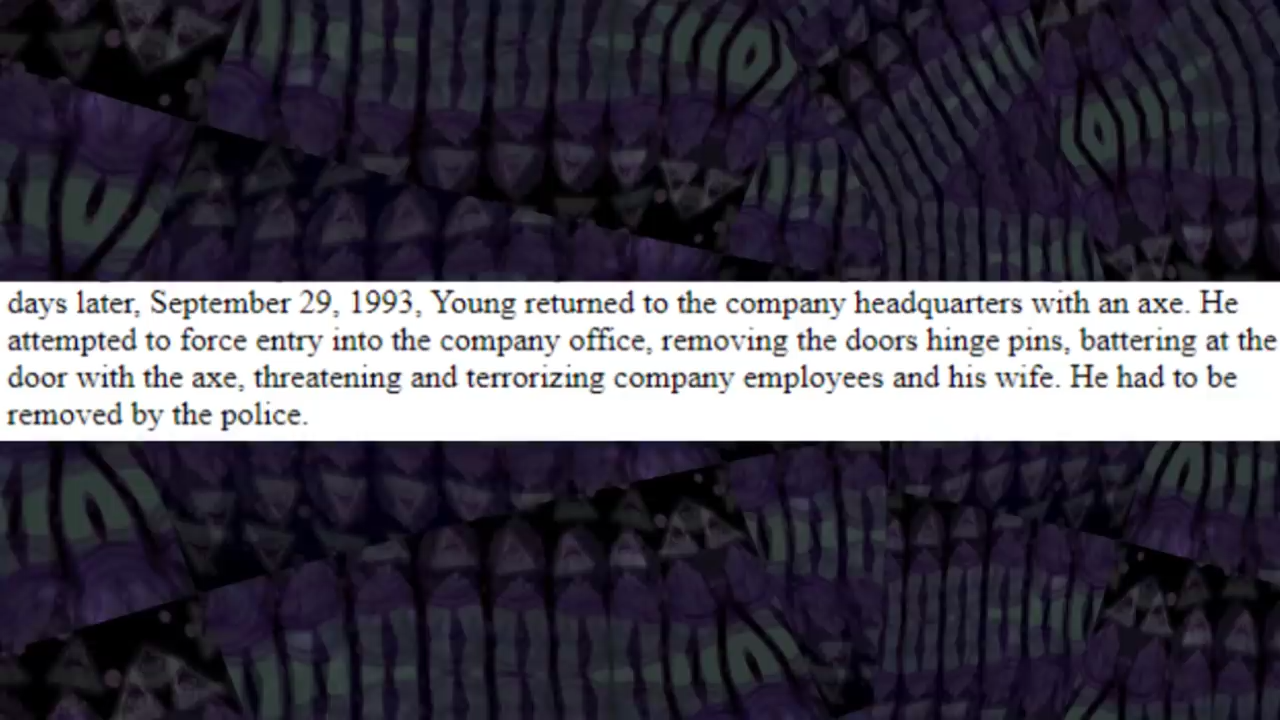 days later, September 29, 1993, Young returned to the company headquarters with an axe. He
attempted to force entry into the company office, removing the doors hinge pins, battering at the
door with the axe, threatening and terrorizing company employees and his wife. He had to be
removed by the police.